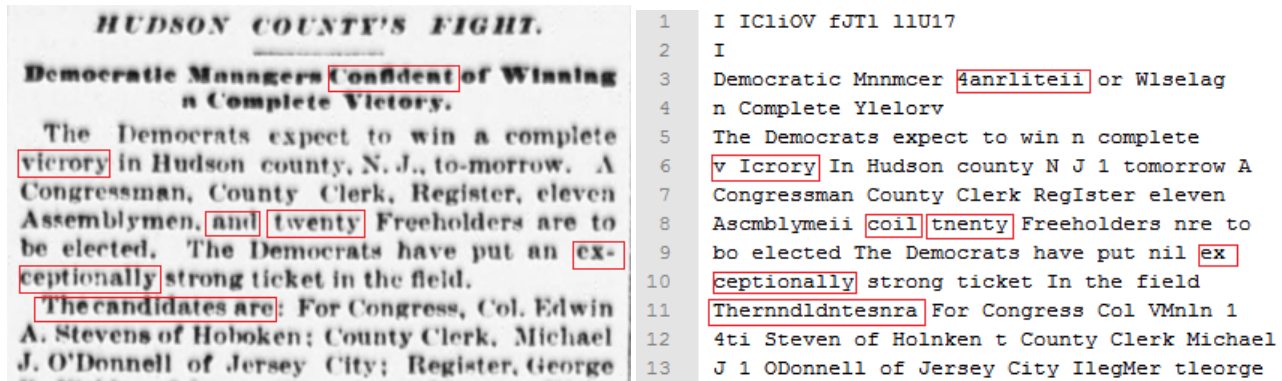 HUDSON COUNTY'S FIGHT.
Democratic Managers Confident of Winning
a Complete Victory.
The Democrats expect to win a complete
vicrory in Hudson county, N. J., to-morrow. A
Congressman, County Clerk, Register, eleven
Assemblymen, and twenty Freeholders are to
be elected. The Democrats have put an ex-
ceptionally strong ticket in the field.
The candidates are: For Congress, Col. Edwin
A. Stevens of Hoboken; County Clerk, Michael
J. O'Donnell of Jersey City; Register, George
1 I ICliOV fJTl llU17
2 I
3 Democratic Mnnmcer 4anrliteii or Wlselag
4 n Complete Ylelorv
5 The Democrats expect to win n complete
6 v Icrory In Hudson county N J 1 tomorrow A
7 Congressman County Clerk RegIster eleven
8 Ascmblymeii coil tnenty Freeholders nre to
9 bo elected The Democrats have put nil ex
10 ceptionally strong ticket In the field
11 Thernndldntesnra For Congress Col VMnln 1
12 4ti Steven of Holnken t County Clerk Michael
13 J 1 ODonnell of Jersey City IlegMer tleorge